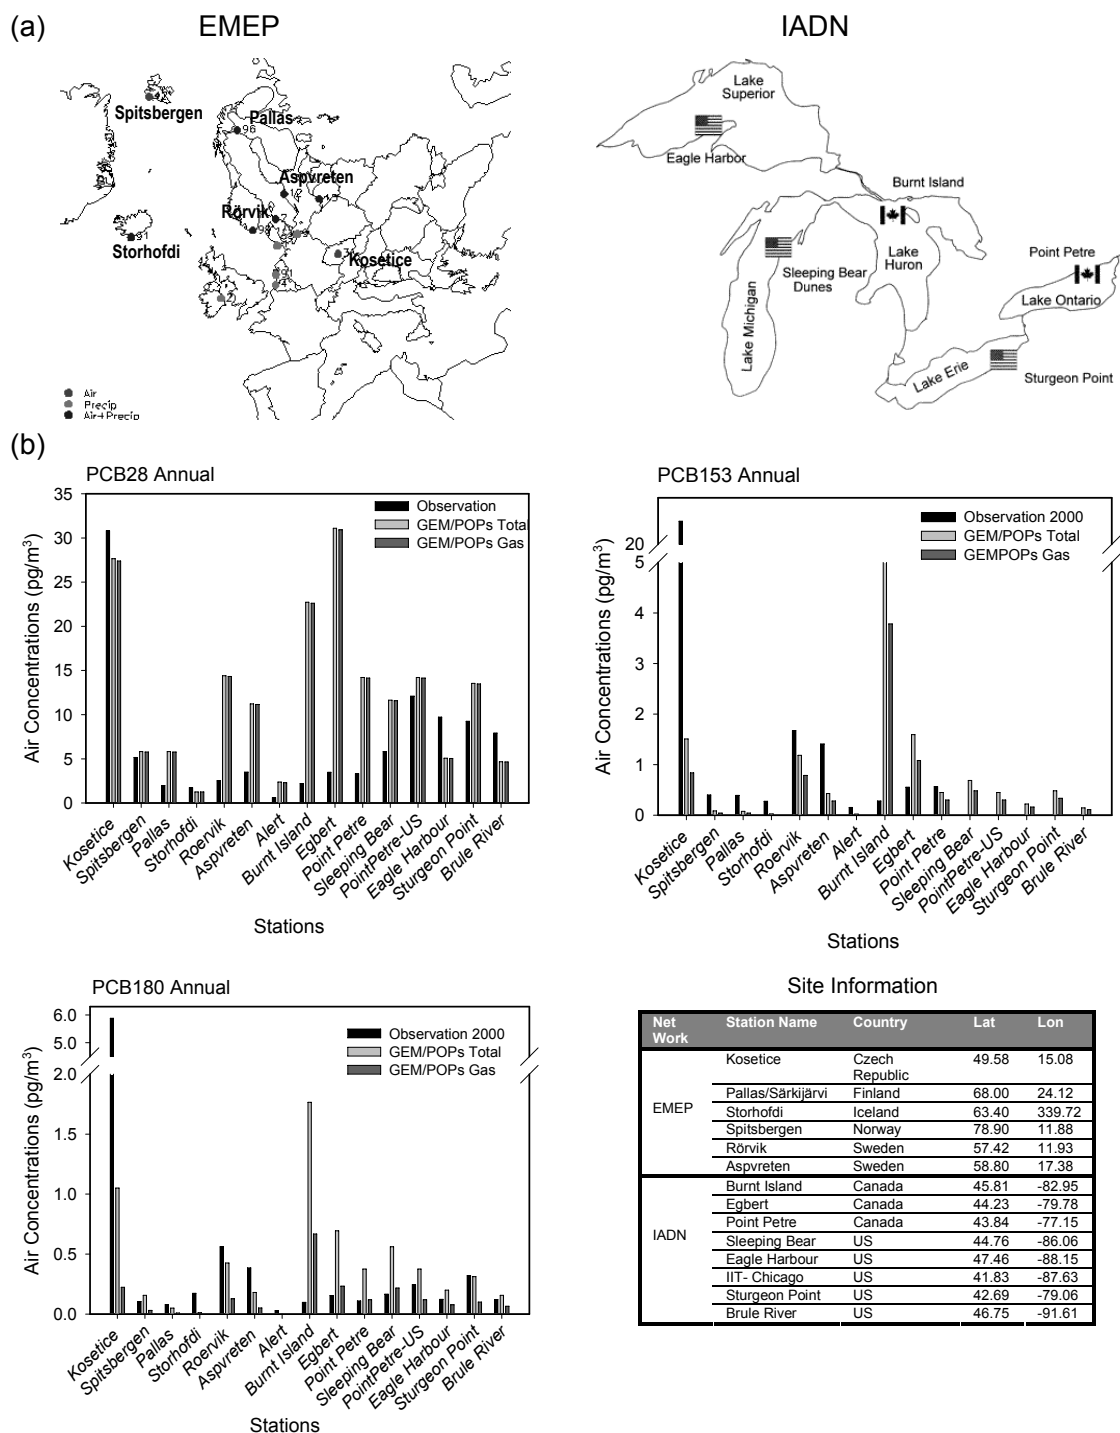 (a)
EMEP
IADN
Spitsbergen
Pallas
96
Aspvreten
12
13
Rörvik
Storhofdi
91
Kosetice
Air
Precip
Air+Precip
Lake
Superior
Eagle Harbor
Burnt Island
Lake
Huron
Sleeping Bear
Dunes
Lake Michigan
Point Petre
Lake Ontario
Lake Erie
Sturgeon Point
(b)
PCB28 Annual
Observation
GEM/POPs Total
GEM/POPs Gas
35
30
25
20
15
10
5
0
Air Concentrations (pg/m³)
Kosetice
Spitsbergen
Pallas
Storhofdi
Roervik
Aspvreten
Alert
Burnt Island
Egbert
Point Petre
Sleeping Bear
PointPetre-US
Eagle Harbour
Sturgeon Point
Brule River
Stations
PCB153 Annual
Observation 2000
GEM/POPs Total
GEMPOPs Gas
20
5
4
3
2
1
0
Air Concentrations (pg/m³)
Kosetice
Spitsbergen
Pallas
Storhofdi
Roervik
Aspvreten
Alert
Burnt Island
Egbert
Point Petre
Sleeping Bear
PointPetre-US
Eagle Harbour
Sturgeon Point
Brule River
Stations
PCB180 Annual
Observation 2000
GEM/POPs Total
GEM/POPs Gas
6.0
5.0
2.0
1.5
1.0
0.5
0.0
Air Concentrations (pg/m³)
Kosetice
Spitsbergen
Pallas
Storhofdi
Roervik
Aspvreten
Alert
Burnt Island
Egbert
Point Petre
Sleeping Bear
PointPetre-US
Eagle Harbour
Sturgeon Point
Brule River
Stations
Site Information
Net Station Name Country Lat Lon
Work
EMEP
Kosetice Czech 49.58 15.08
Republic
Pallas/Särkijärvi Finland 68.00 24.12
Storhofdi Iceland 63.40 339.72
Spitsbergen Norway 78.90 11.88
Rörvik Sweden 57.42 11.93
Aspvreten Sweden 58.80 17.38
IADN
Burnt Island Canada 45.81 -82.95
Egbert Canada 44.23 -79.78
Point Petre Canada 43.84 -77.15
Sleeping Bear US 44.76 -86.06
Eagle Harbour US 47.46 -88.15
IIT- Chicago US 41.83 -87.63
Sturgeon Point US 42.69 -79.06
Brule River US 46.75 -91.61